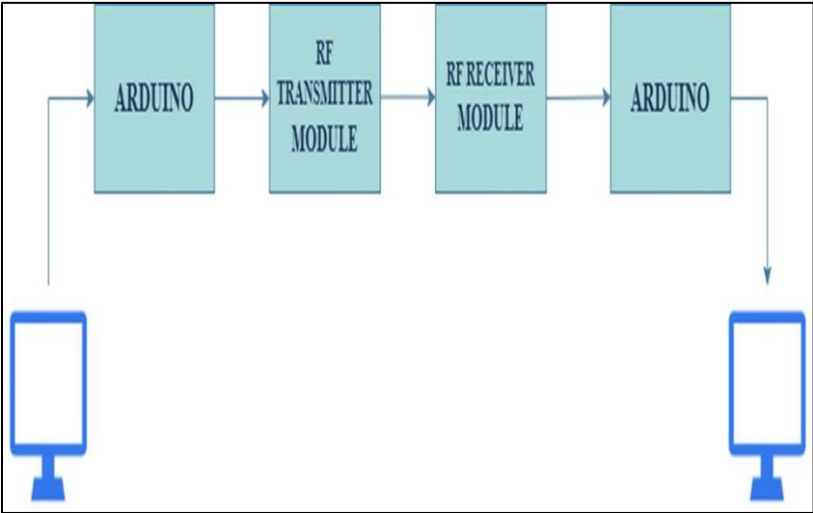 ARDUINO
RF
TRANSMITTER
MODULE
RF RECEIVER
MODULE
ARDUINO